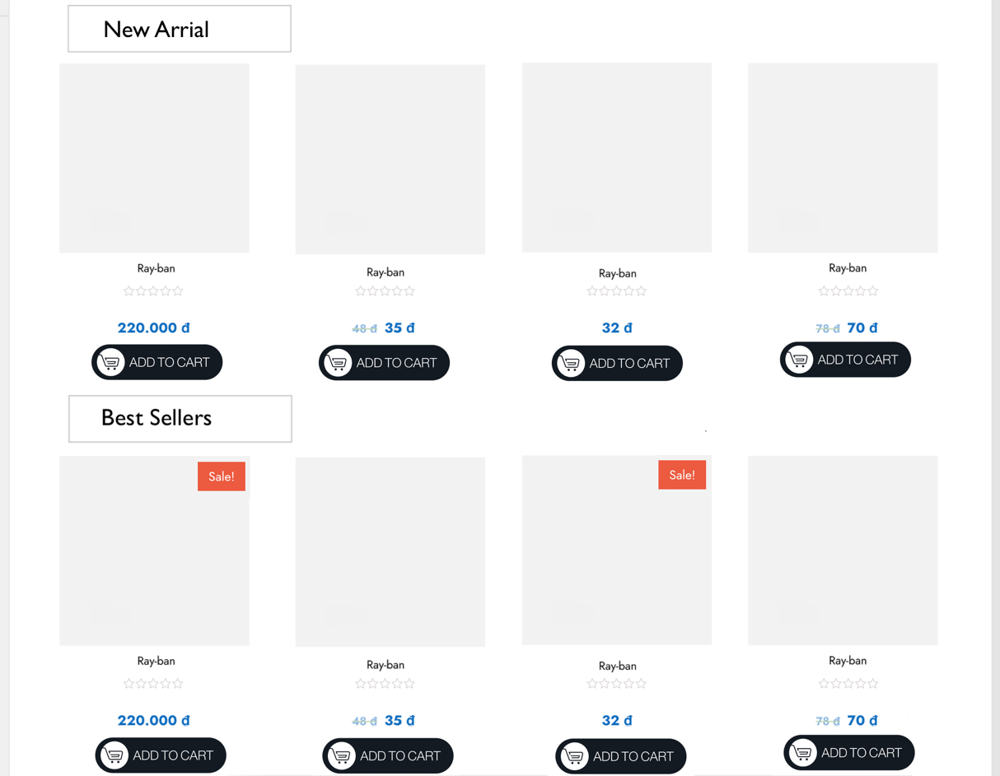 New Arrial
Ray-ban
Ray-ban
Ray-ban
Ray-ban
220.000 đ
48 đ 35 đ
32 đ
78 đ 70 đ
ADD TO CART
ADD TO CART
ADD TO CART
ADD TO CART
Best Sellers
Sale!
Sale!
Ray-ban
Ray-ban
Ray-ban
Ray-ban
220.000 đ
48 đ 35 đ
32 đ
78 đ 70 đ
ADD TO CART
ADD TO CART
ADD TO CART
ADD TO CART